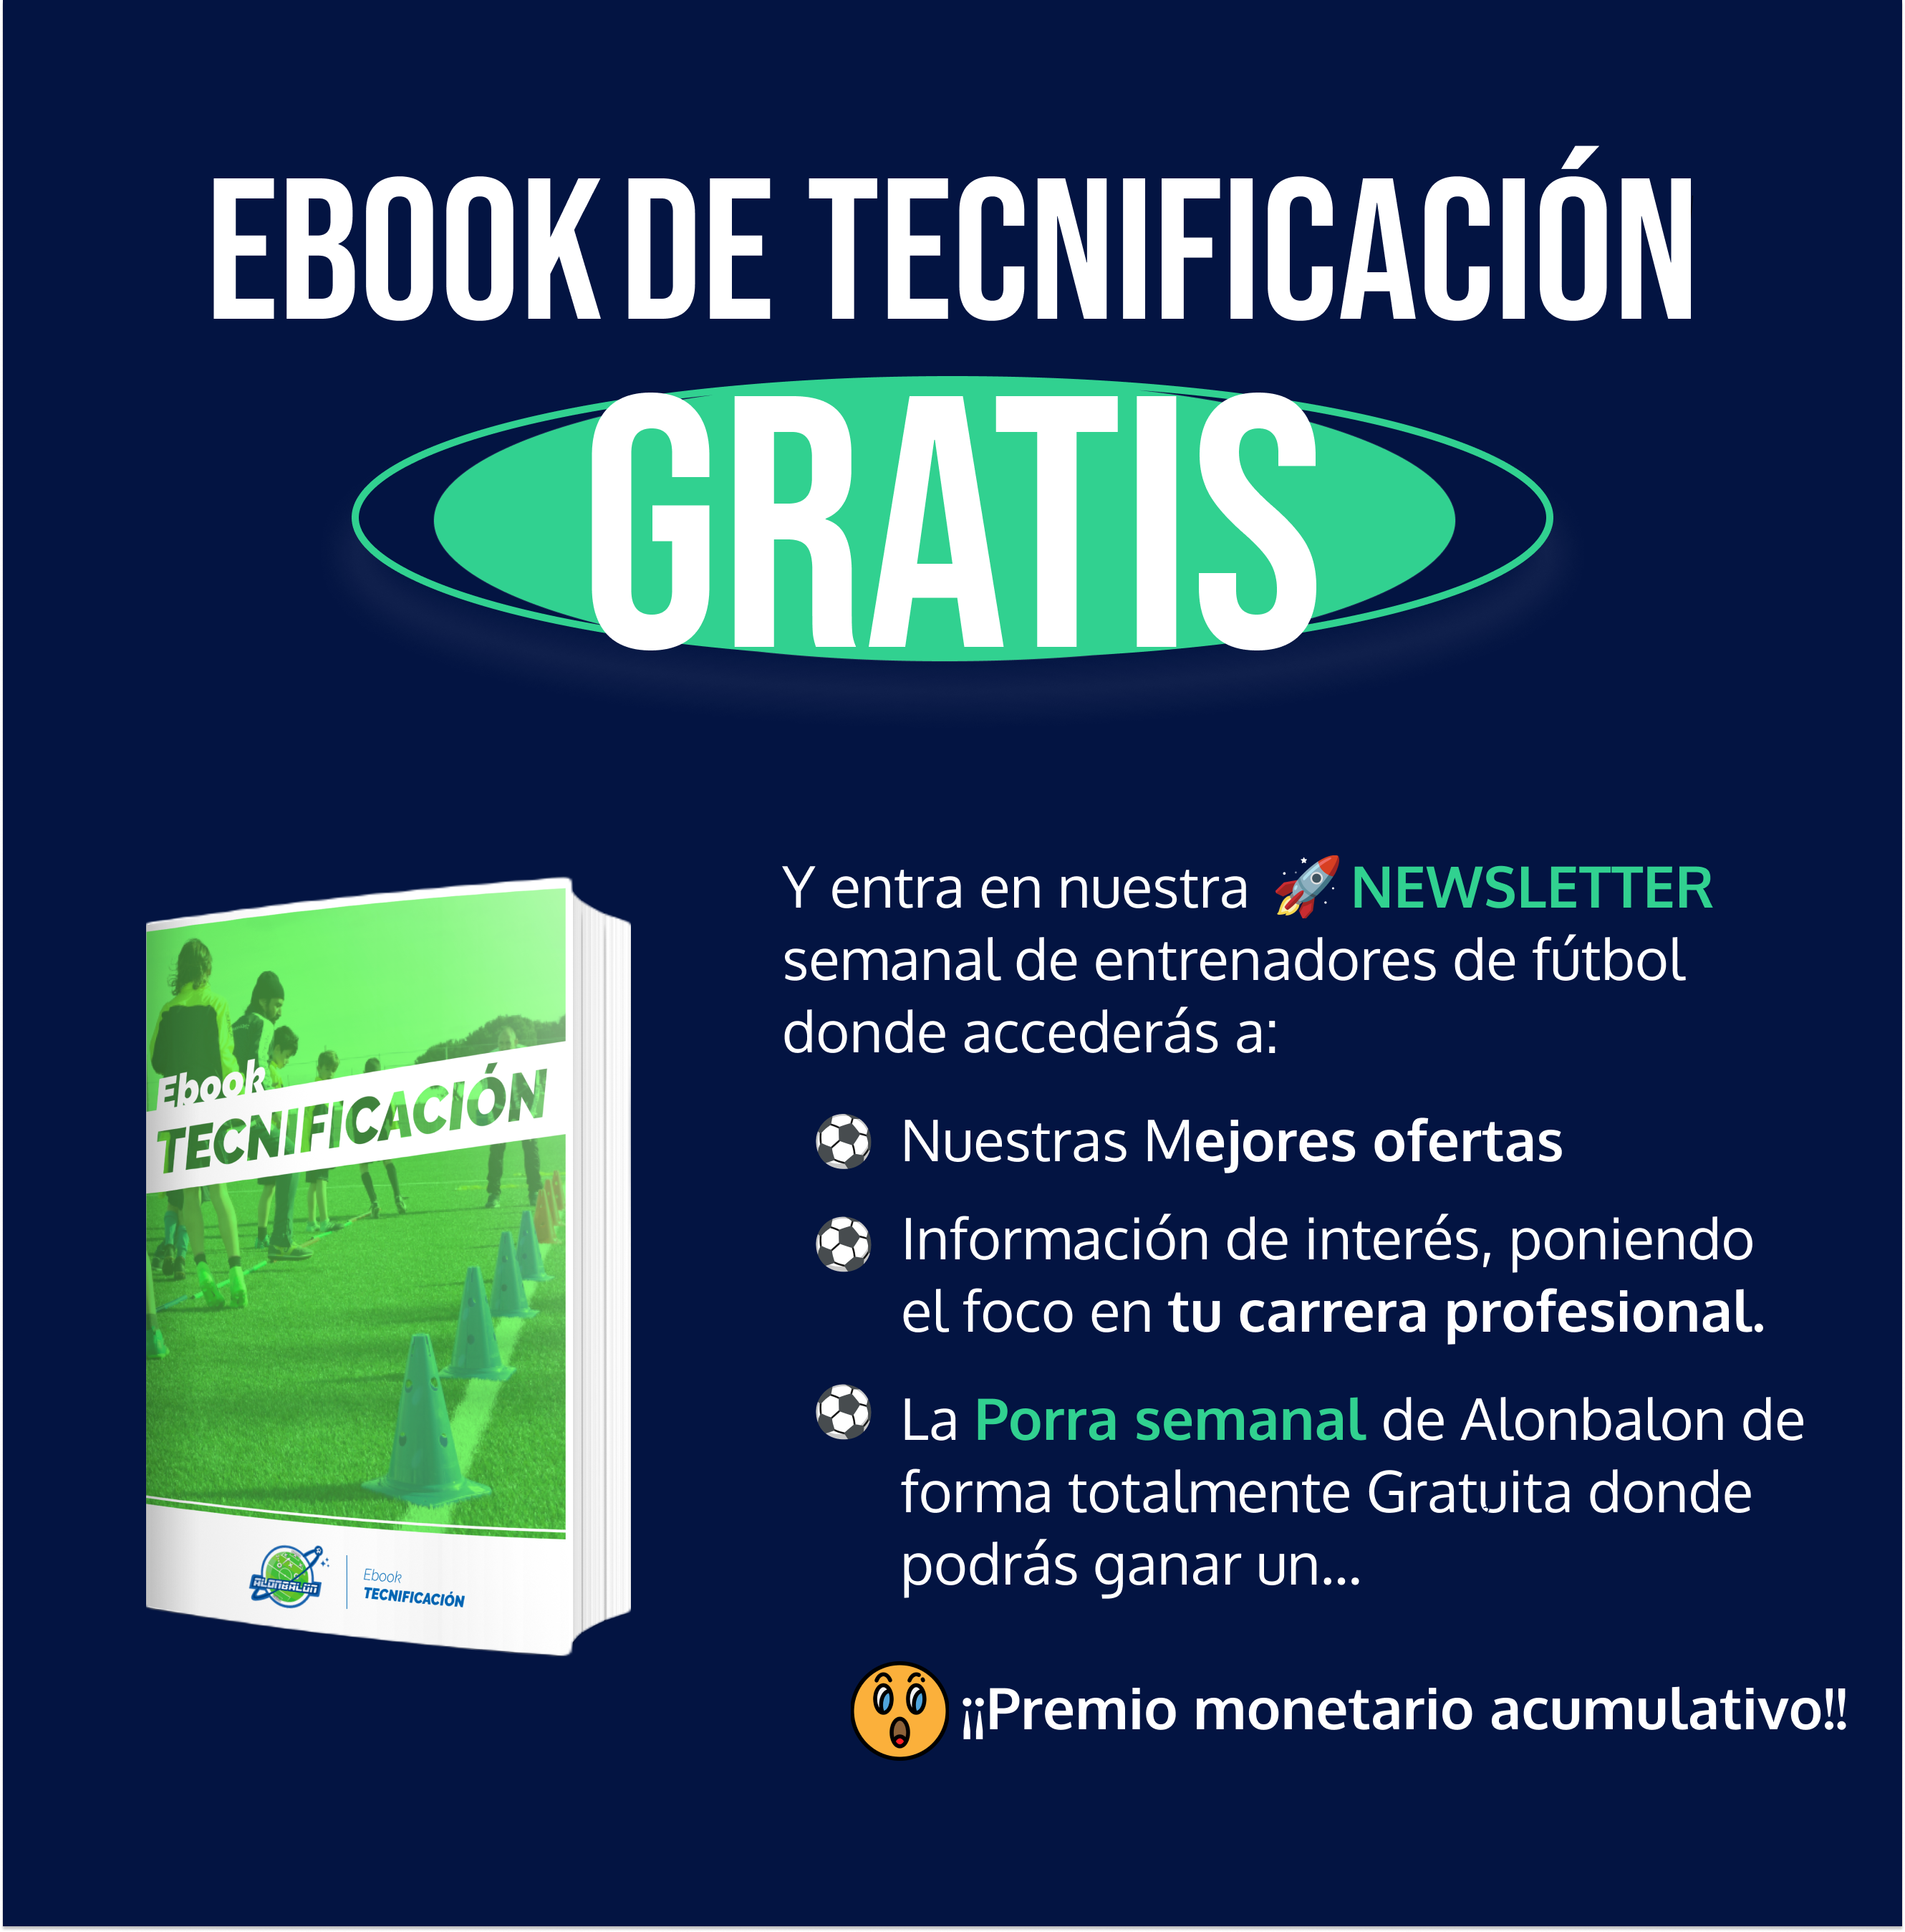 EBOOK DE TECNIFICACIÓN
GRATIS
Y entra en nuestra 🚀 NEWSLETTER
semanal de entrenadores de fútbol
donde accederás a:
Nuestras Mejores ofertas
Información de interés, poniendo
el foco en tu carrera profesional.
La Porra semanal de Alonbalon de
forma totalmente Gratuita donde
podrás ganar un...
¡¡Premio monetario acumulativo!!
Ebook
TECNIFICACIÓN
ALONBALON
Ebook
TECNIFICACIÓN